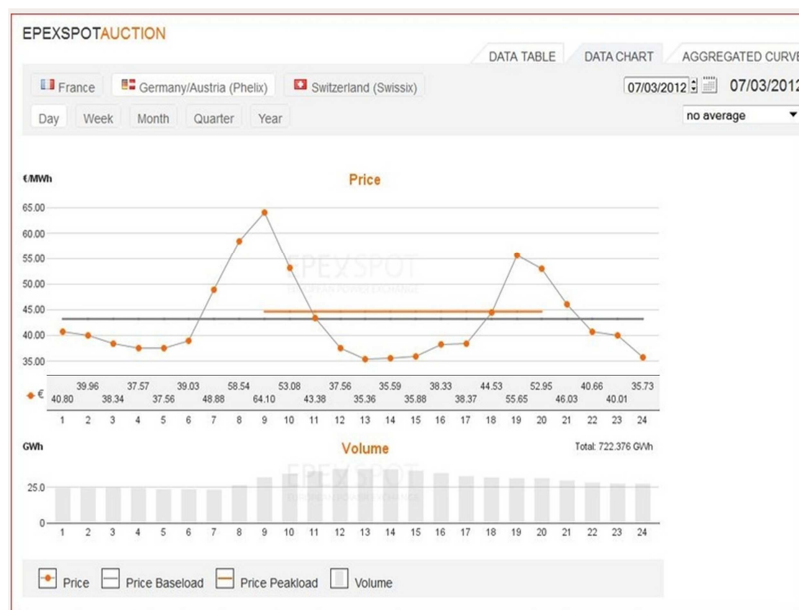 EPEXSPOTAUCTION
DATA TABLE DATA CHART AGGREGATED CURVE
France Germany/Austria (Phelix) Switzerland (Swissix) 07/03/2012 07/03/2012
Day Week Month Quarter Year no average
€/MWh Price
65.00
60.00
55.00
EPEXSPOT
50.00
45.00
40.00
35.00
39.96 37.57 39.03 58.54 53.08 37.56 35.59 38.33 44.53 52.95 40.66 35.73
€ 40.80 38.34 37.56 48.88 64.10 43.38 35.36 35.88 38.37 55.65 46.03 40.01
1 2 3 4 5 6 7 8 9 10 11 12 13 14 15 16 17 18 19 20 21 22 23 24
GWh Volume Total: 722.376 GWh
EPEXSPOT
25.0
0
1 2 3 4 5 6 7 8 9 10 11 12 13 14 15 16 17 18 19 20 21 22 23 24
Price Price Baseload Price Peakload Volume